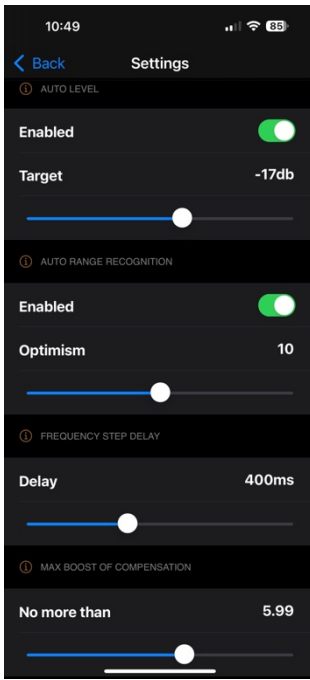 10:49
85
Back Settings
AUTO LEVEL
Enabled
Target -17db
AUTO RANGE RECOGNITION
Enabled
Optimism 10
FREQUENCY STEP DELAY
Delay 400ms
MAX BOOST OF COMPENSATION
No more than 5.99